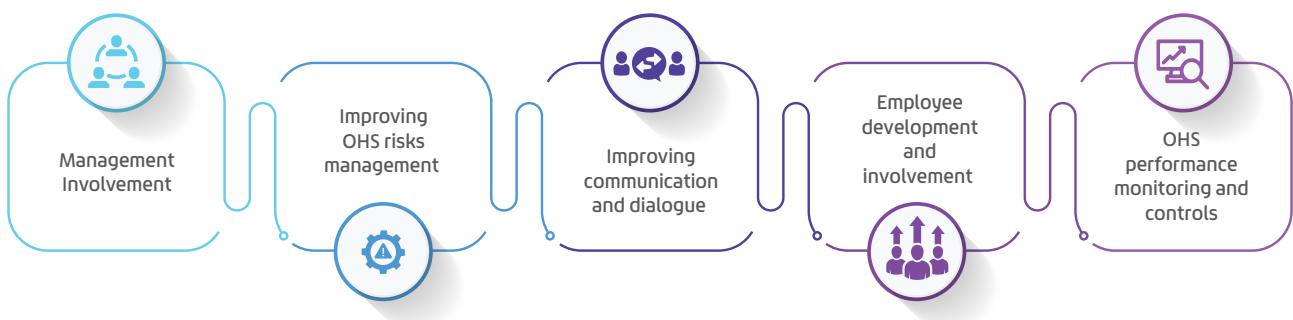 Management
Involvement
Improving
OHS risks
management
Improving
communication
and dialogue
Employee
development
and
involvement
OHS
performance
monitoring and
controls